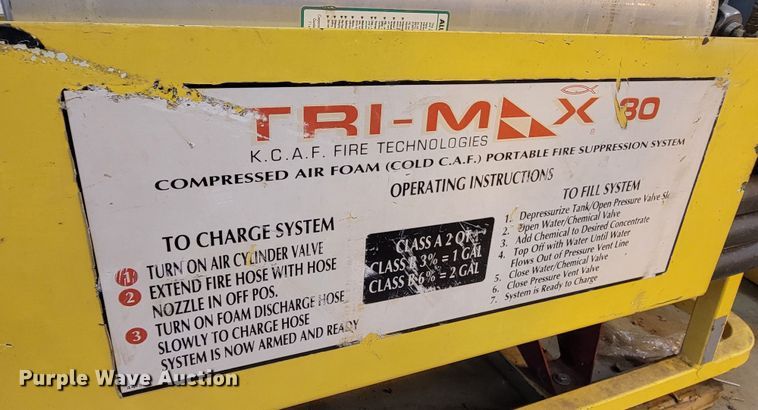 TRI-MAX 30
K.C.A.F. FIRE TECHNOLOGIES
COMPRESSED AIR FOAM (COLD C.A.F.) PORTABLE FIRE SUPPRESSION SYSTEM
OPERATING INSTRUCTIONS
TO CHARGE SYSTEM
1 TURN ON AIR CYLINDER VALVE
2 EXTEND FIRE HOSE WITH HOSE
NOZZLE IN OFF POS.
3 TURN ON FOAM DISCHARGE HOSE
SLOWLY TO CHARGE HOSE
SYSTEM IS NOW ARMED AND READY
CLASS A 2 QT
CLASS B 3% = 1 GAL
CLASS B 6% = 2 GAL
TO FILL SYSTEM
1. Depressurize Tank/Open Pressure Valve
2. Open Water/Chemical Valve
3. Add Chemical to Desired Concentrate
4. Top Off with Water Until Water
Flows Out of Pressure Vent Line
5. Close Water/Chemical Valve
6. Close Pressure Vent Valve
7. System is Ready to Charge
Purple Wave Auction